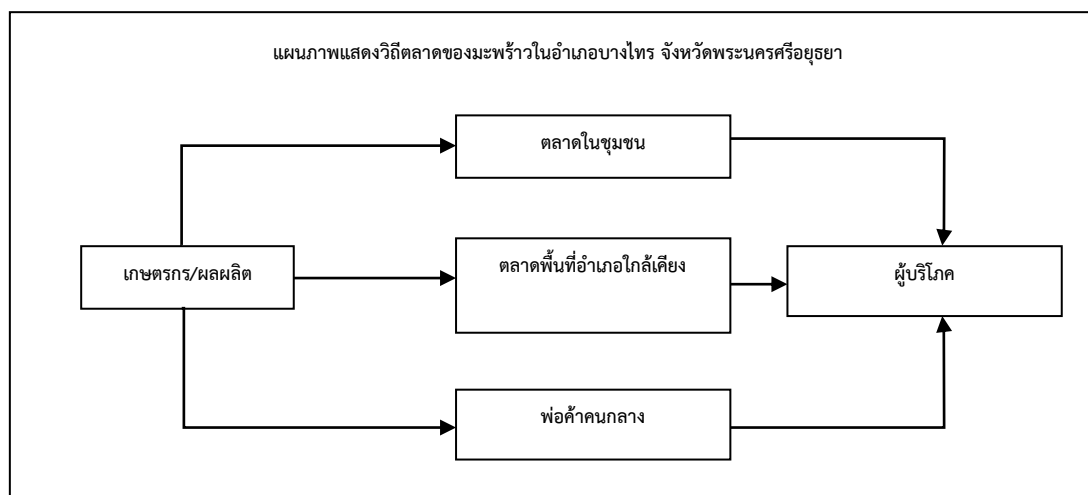 แผนภาพแสดงวิถีตลาดของมะพร้าวในอำเภอบางไทร จังหวัดพระนครศรีอยุธยา
ตลาดในชุมชน
เกษตรกร/ผลผลิต
ตลาดพื้นที่อำเภอใกล้เคียง
ผู้บริโภค
พ่อค้าคนกลาง